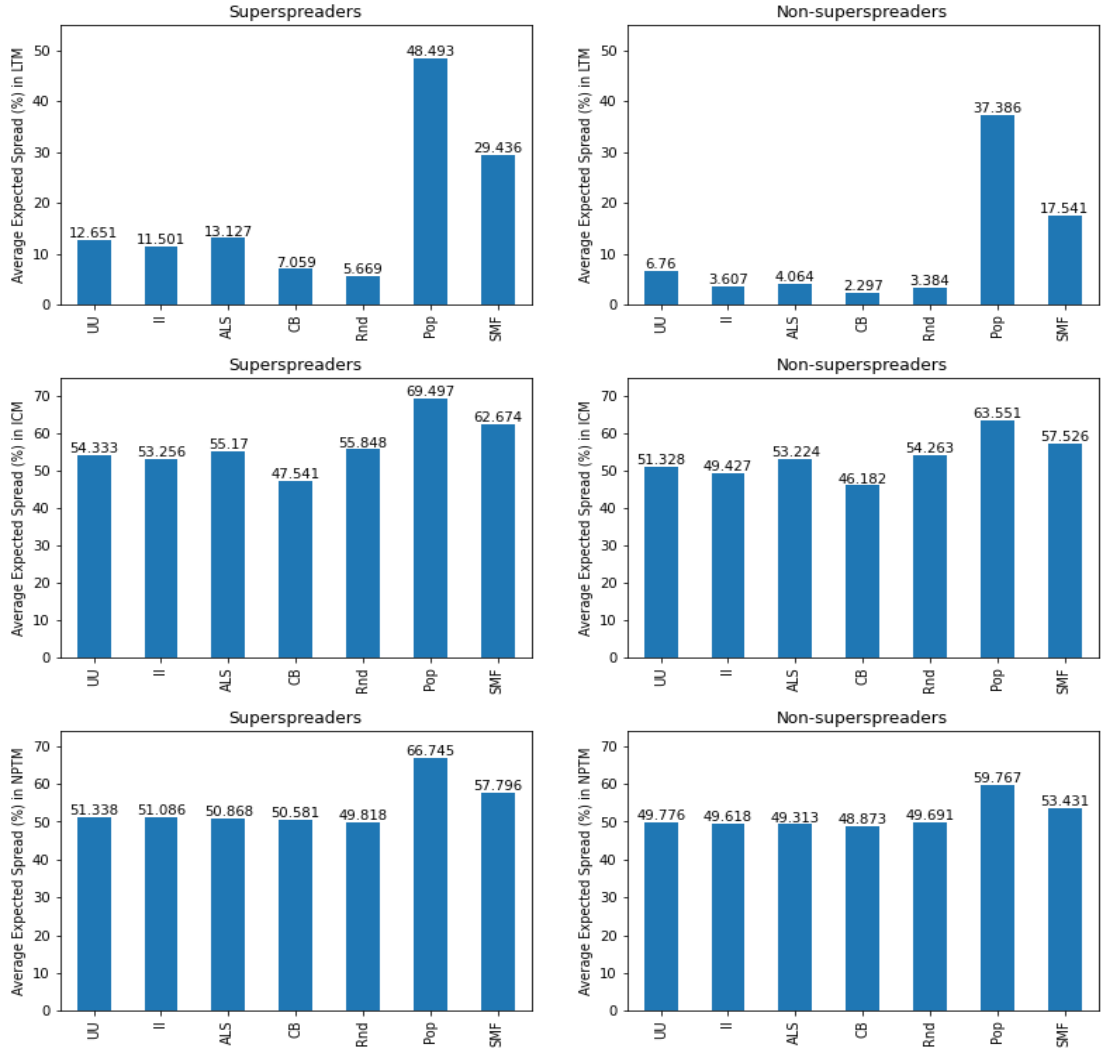 Superspreaders
Average Expected Spread (%) in LTM
50
40
30
20
10
0
12.651
11.501
13.127
7.059
5.669
48.493
29.436
UU
II
ALS
CB
Rnd
Pop
SMF
Non-superspreaders
Average Expected Spread (%) in LTM
50
40
30
20
10
0
6.76
3.607
4.064
2.297
3.384
37.386
17.541
UU
II
ALS
CB
Rnd
Pop
SMF
Superspreaders
Average Expected Spread (%) in ICM
70
60
50
40
30
20
10
0
54.333
53.256
55.17
47.541
55.848
69.497
62.674
UU
II
ALS
CB
Rnd
Pop
SMF
Non-superspreaders
Average Expected Spread (%) in ICM
70
60
50
40
30
20
10
0
51.328
49.427
53.224
46.182
54.263
63.551
57.526
UU
II
ALS
CB
Rnd
Pop
SMF
Superspreaders
Average Expected Spread (%) in NPTM
70
60
50
40
30
20
10
0
51.338
51.086
50.868
50.581
49.818
66.745
57.796
UU
II
ALS
CB
Rnd
Pop
SMF
Non-superspreaders
Average Expected Spread (%) in NPTM
70
60
50
40
30
20
10
0
49.776
49.618
49.313
48.873
49.691
59.767
53.431
UU
II
ALS
CB
Rnd
Pop
SMF